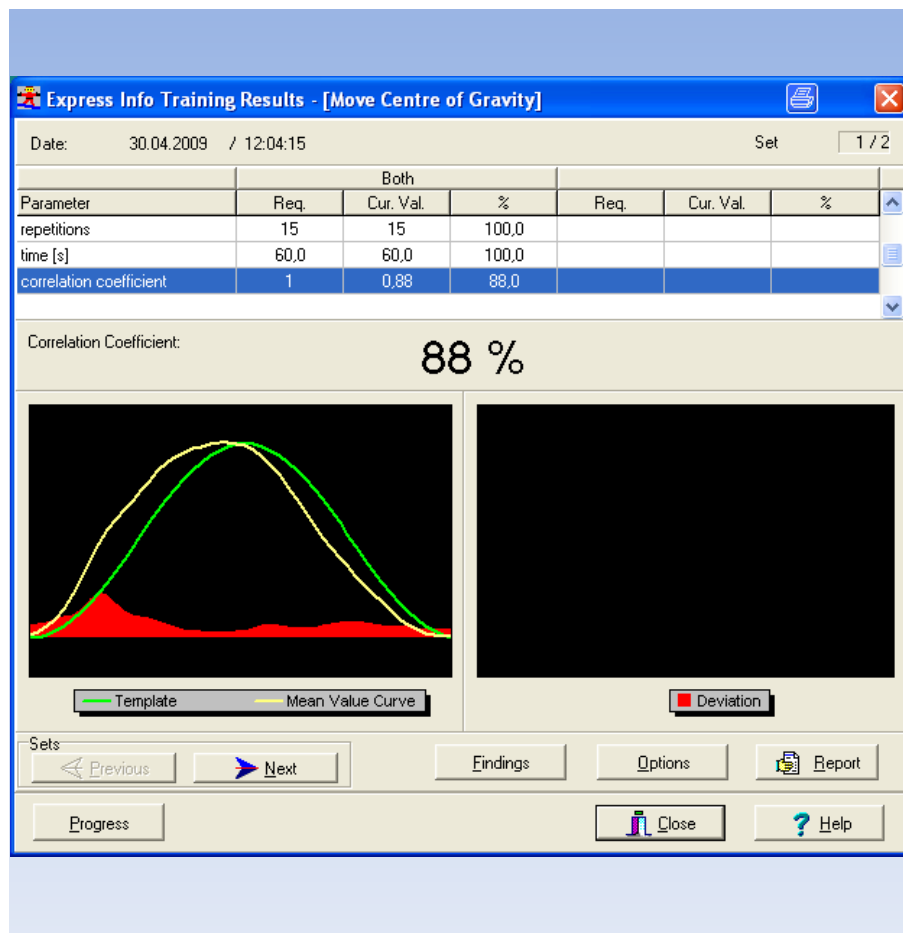 Express Info Training Results - [Move Centre of Gravity]
Date: 30.04.2009 / 12:04:15 Set 1 / 2
Both
Parameter Req. Cur. Val. % Req. Cur. Val. %
repetitions 15 15 100,0
time [s] 60,0 60,0 100,0
correlation coefficient 1 0,88 88,0
Correlation Coefficient: 88 %
Template Mean Value Curve Deviation
Sets
Previous Next Findings Options Report
Progress Close ? Help